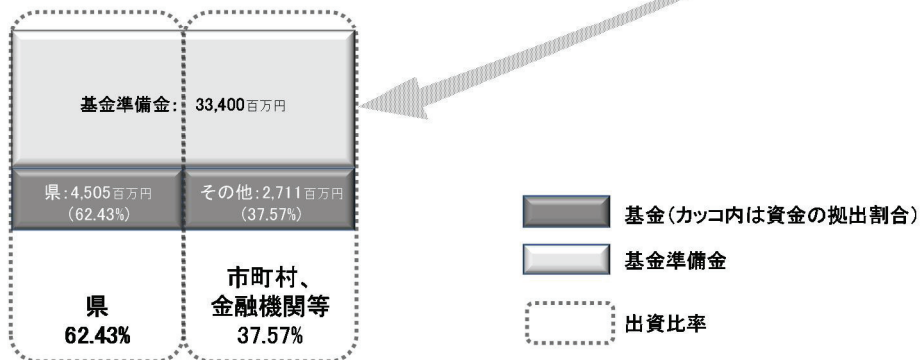 基金準備金： 33,400百万円
県：4,505百万円
(62.43%)
その他：2,711百万円
(37.57%)
県
62.43%
市町村、
金融機関等
37.57%
基金(カッコ内は資金の拠出割合)
基金準備金
出資比率